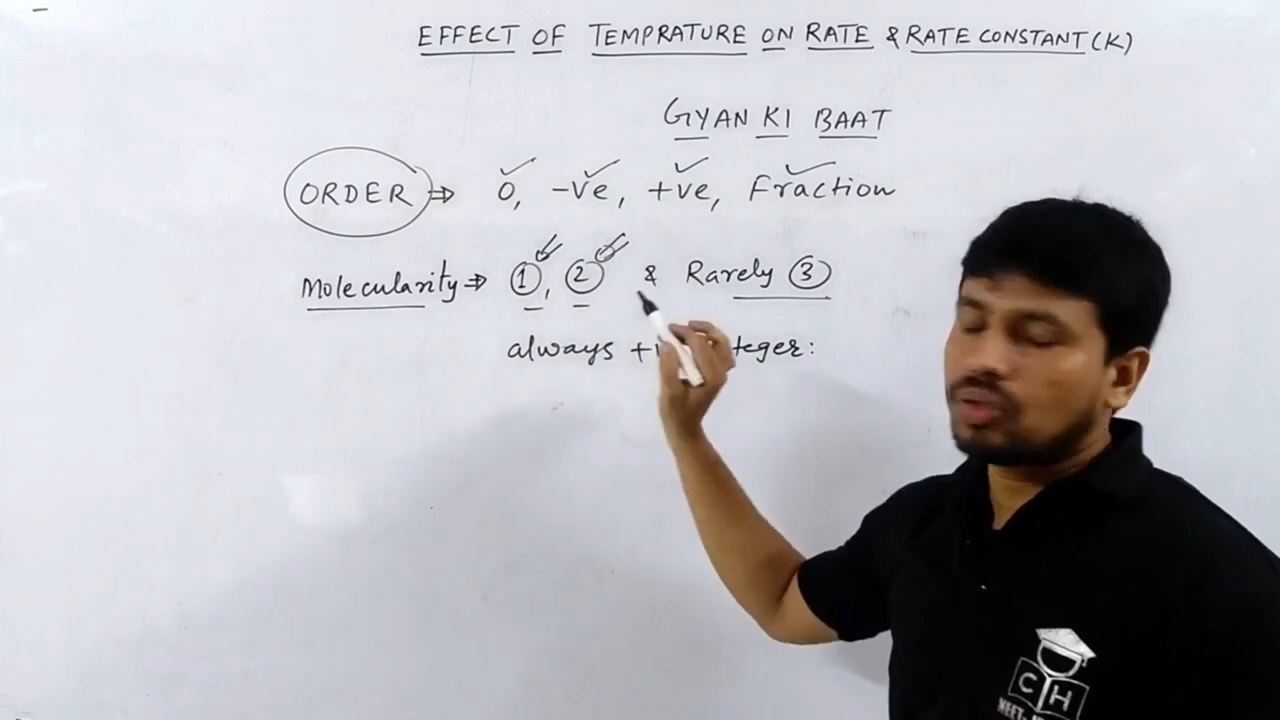 EFFECT OF TEMPRATURE ON RATE & RATE CONSTANT (K)
GYAN KI BAAT
ORDER ⇒ 0, -ve, +ve, Fraction
Molecularity ⇒ 1, 2 & Rarely 3
always
C H